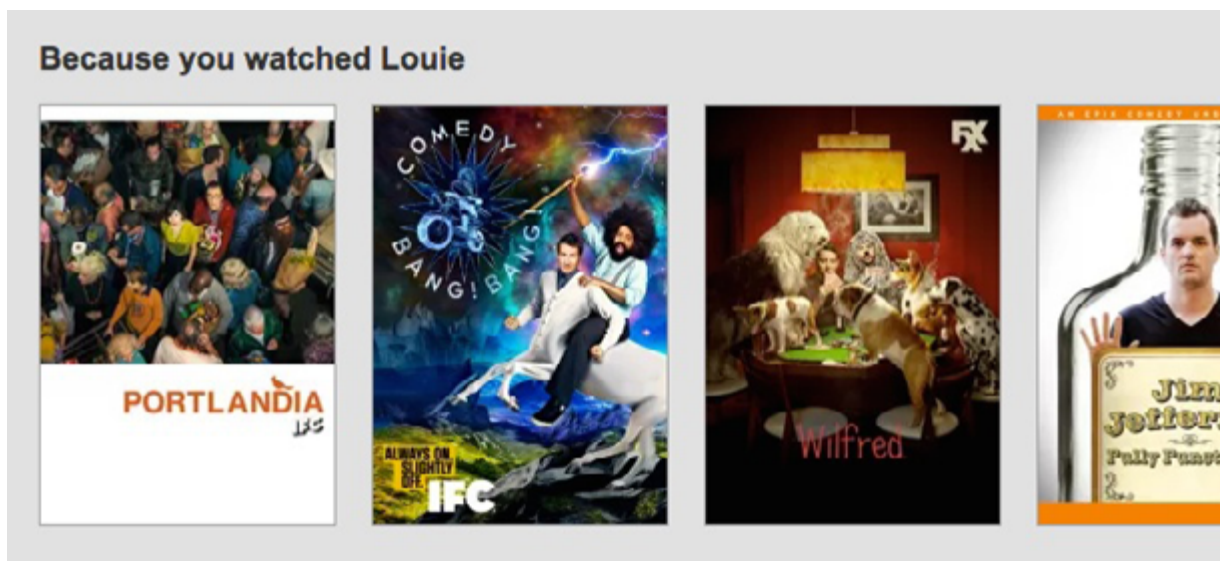 Because you watched Louie
PORTLANDIA
IFC
COMEDY
BANG! BANG!
ALWAYS ON.
SLIGHTLY
OFF.
IFC
FX
Wilfred
AN EPIX COMEDY
Jim
Jeffer
Fully Funct